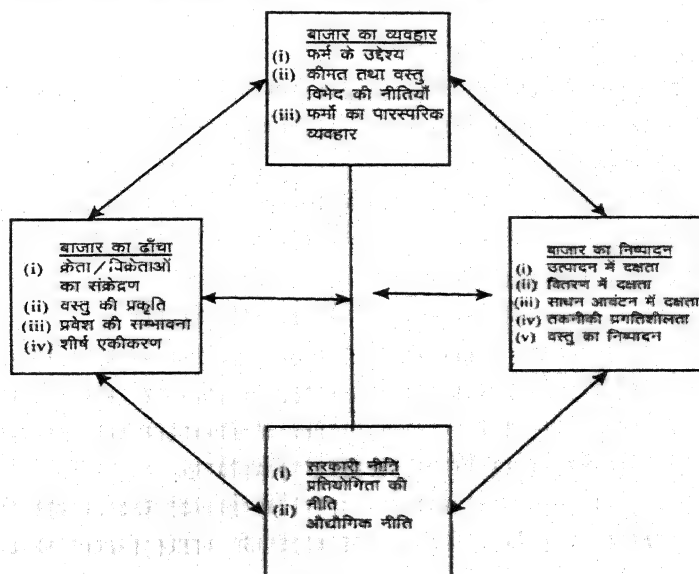 बाजार का व्यवहार
(i) फर्म के उद्देश्य
(ii) कीमत तथा वस्तु
विभेद की नीतियाँ
(iii) फर्मो का पारस्परिक
व्यवहार
बाजार का ढाँचा
(i) क्रेता/विक्रेताओं
का संक्रेद्रण
(ii) वस्तु की प्रकृति
(iii) प्रवेश की सम्भावना
(iv) शीर्ष एकीकरण
बाजार का निष्पादन
(i) उत्पादन में दक्षता
(ii) वितरण में दक्षता
(iii) साधन आवंटन में दक्षता
(iv) तकनीकी प्रगतिशीलता
(v) वस्तु का निष्पादन
सरकारी नीति
(i) प्रतियोगिता की
नीति
(ii) औद्यौगिक नीति